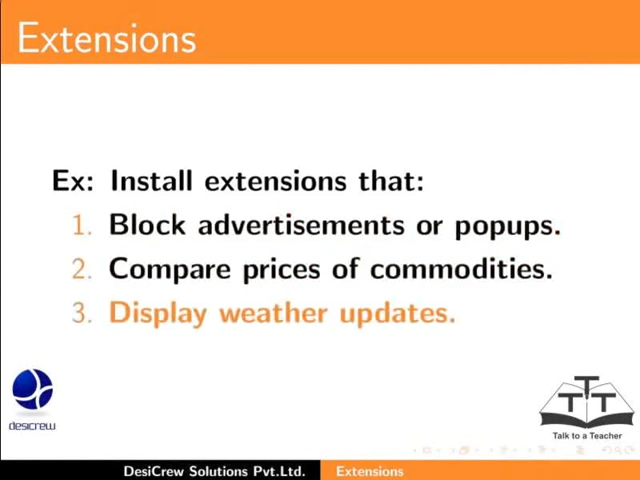 Extensions
Ex: Install extensions that:
1. Block advertisements or popups.
2. Compare prices of commodities.
3. Display weather updates.
desicrew
TTT
Talk to a Teacher
DesiCrew Solutions Pvt.Ltd. Extensions